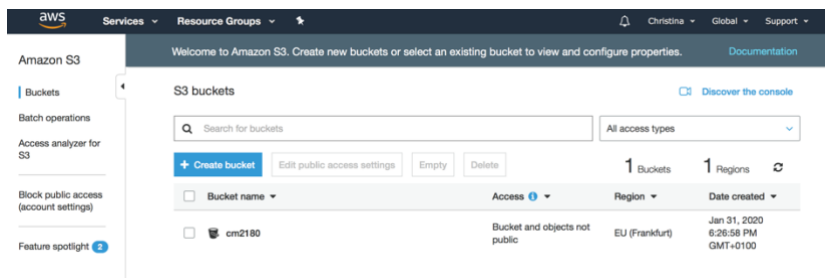 aws Services Resource Groups Christina Global Support
Amazon S3
Welcome to Amazon S3. Create new buckets or select an existing bucket to view and configure properties. Documentation
Buckets
Batch operations
Access analyzer for
S3
Block public access
(account settings)
Feature spotlight 2
S3 buckets
Discover the console
Search for buckets
All access types
+ Create bucket Edit public access settings Empty Delete
1 Buckets 1 Regions
Bucket name Access Region Date created
cm2180
Bucket and objects not
public
EU (Frankfurt)
Jan 31, 2020
6:26:58 PM
GMT+0100